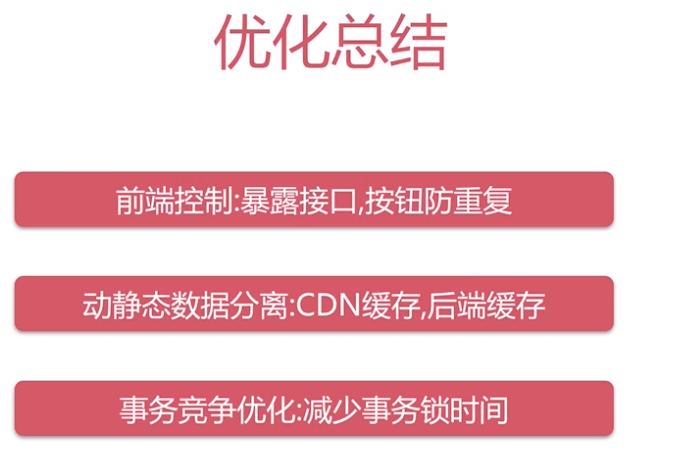 优化总结
前端控制:暴露接口,按钮防重复
动静态数据分离:CDN缓存,后端缓存
事务竞争优化:减少事务锁时间